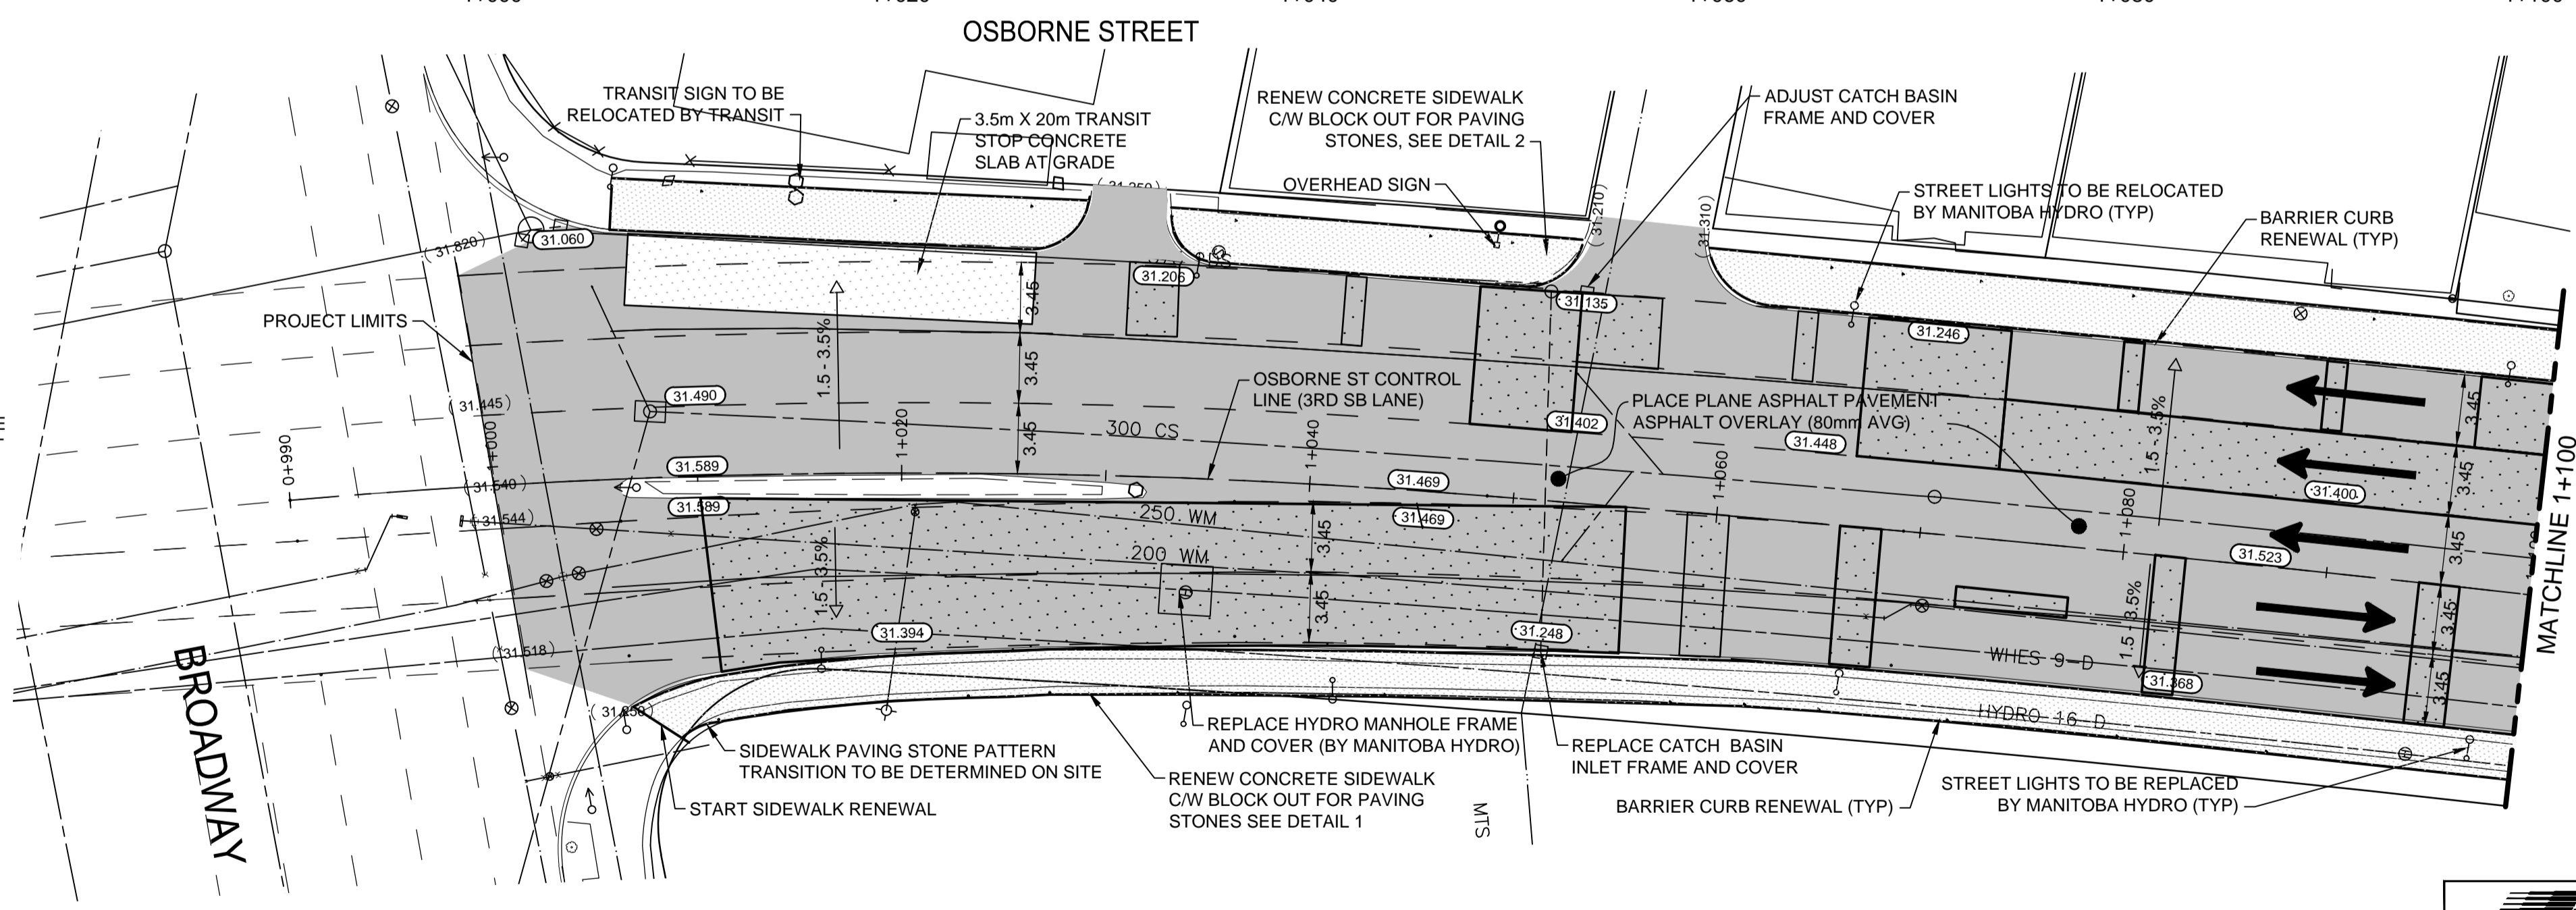 OSBORNE STREET
TRANSIT SIGN TO BE
RELOCATED BY TRANSIT
3.5m X 20m TRANSIT
STOP CONCRETE
SLAB AT GRADE
RENEW CONCRETE SIDEWALK
C/W BLOCK OUT FOR PAVING
STONES, SEE DETAIL 2
OVERHEAD SIGN
ADJUST CATCH BASIN
FRAME AND COVER
STREET LIGHTS TO BE RELOCATED
BY MANITOBA HYDRO (TYP)
BARRIER CURB
RENEWAL (TYP)
(31.250)
(31.210)
(31.310)
(31.820)
31.060
31.206
31.135
31.246
PROJECT LIMITS
3.45
1.5 - 3.5%
3.45
3.45
OSBORNE ST CONTROL
LINE (3RD SB LANE)
PLACE PLANE ASPHALT PAVEMENT
ASPHALT OVERLAY (80mm AVG)
(31.445)
31.490
300 CS
31.402
31.448
1.5 - 3.5%
3.45
3.45
3.45
3.45
3.45
0+990
1+000
1+020
1+040
1+060
1+080
MATCHLINE 1+100
(31.540)
31.589
31.589
31.469
31.469
31.400
31.523
(31.544)
250 WM
200 WM
3.45
3.45
1.5 - 3.5%
1.5 - 3.5%
31.394
31.248
31.368
(31.518)
(31.250)
WHES 9-D
HYDRO 16-D
BROADWAY
SIDEWALK PAVING STONE PATTERN
TRANSITION TO BE DETERMINED ON SITE
START SIDEWALK RENEWAL
REPLACE HYDRO MANHOLE FRAME
AND COVER (BY MANITOBA HYDRO)
RENEW CONCRETE SIDEWALK
C/W BLOCK OUT FOR PAVING
STONES SEE DETAIL 1
MTS
REPLACE CATCH BASIN
INLET FRAME AND COVER
BARRIER CURB RENEWAL (TYP)
STREET LIGHTS TO BE REPLACED
BY MANITOBA HYDRO (TYP)